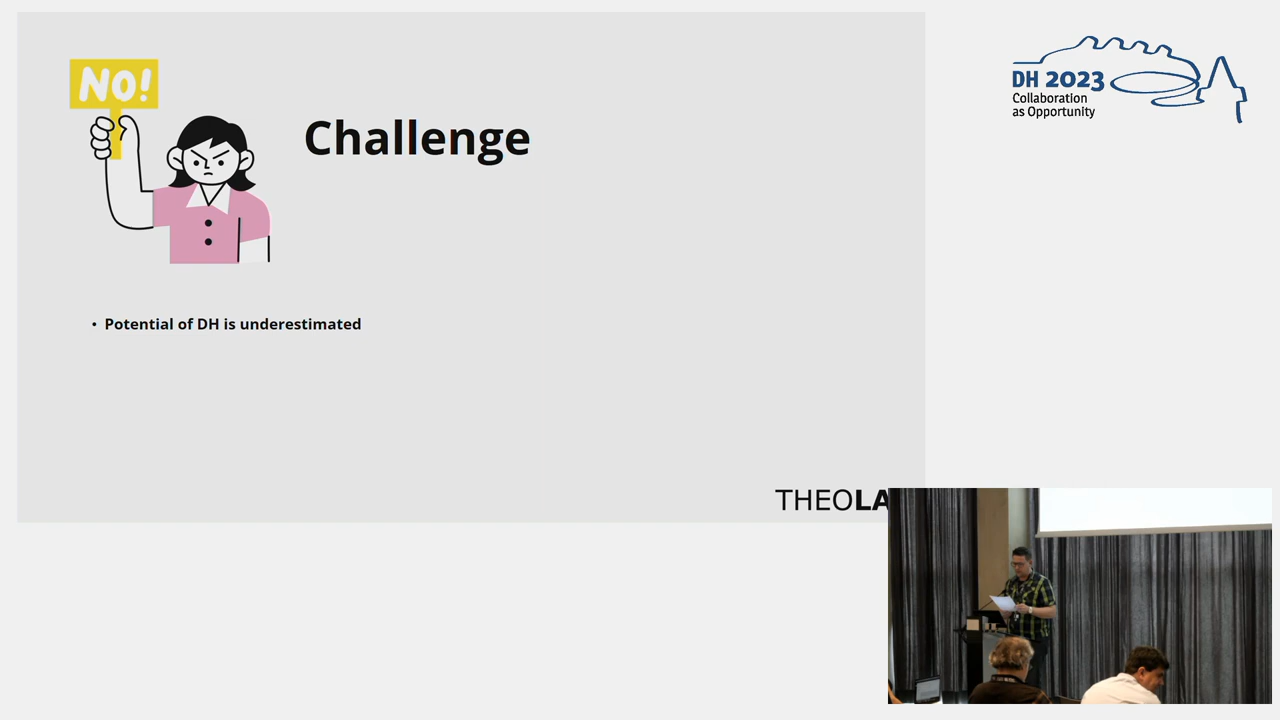 NO!
Challenge
• Potential of DH is underestimated
THEOLA
DH 2023
Collaboration
as Opportunity